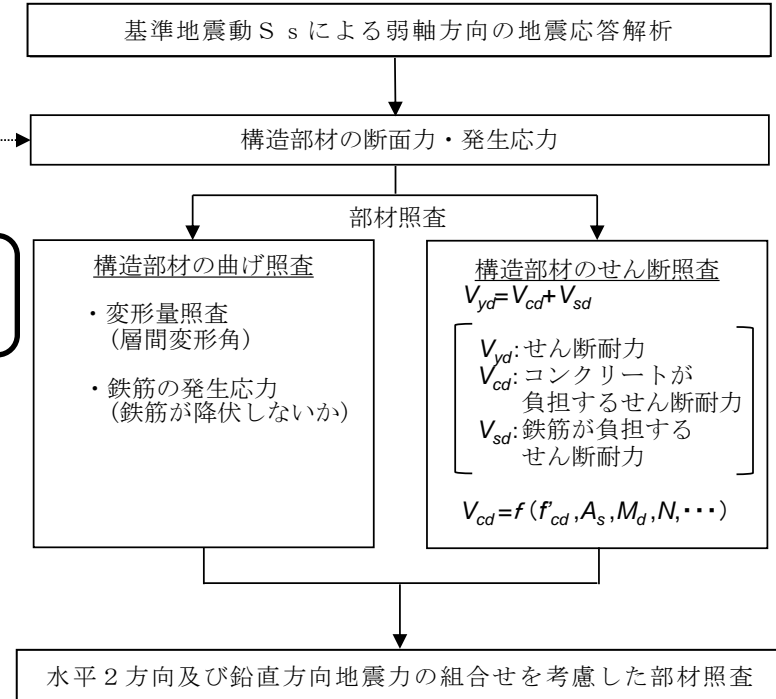 基準地震動Ｓｓによる弱軸方向の地震応答解析
構造部材の断面力・発生応力
部材照査
構造部材の曲げ照査
・変形量照査
（層間変形角）
・鉄筋の発生応力
（鉄筋が降伏しないか）
構造部材のせん断照査
Vyd=Vcd+Vsd
Vyd:せん断耐力
Vcd:コンクリートが
負担するせん断耐力
Vsd:鉄筋が負担する
せん断耐力
Vcd=f(f'cd,As,Md,N,・・・)
水平２方向及び鉛直方向地震力の組合せを考慮した部材照査